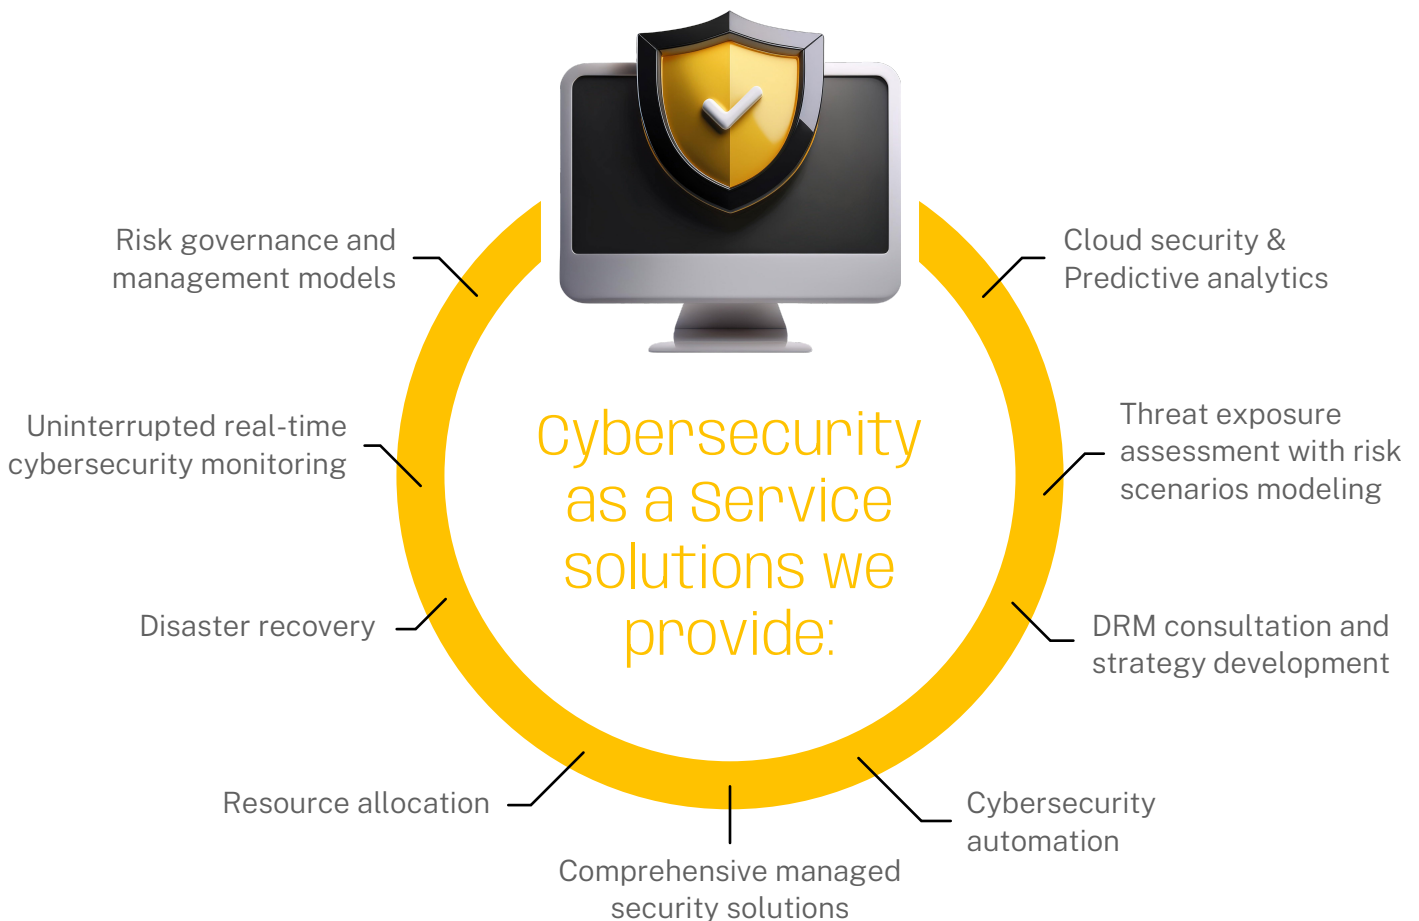 Risk governance and
management models
Uninterrupted real-time
cybersecurity monitoring
Disaster recovery
Resource allocation
Comprehensive managed
security solutions
Cybersecurity
automation
DRM consultation and
strategy development
Threat exposure
assessment with risk
scenarios modeling
Cloud security &
Predictive analytics
Cybersecurity
as a Service
solutions we
provide: